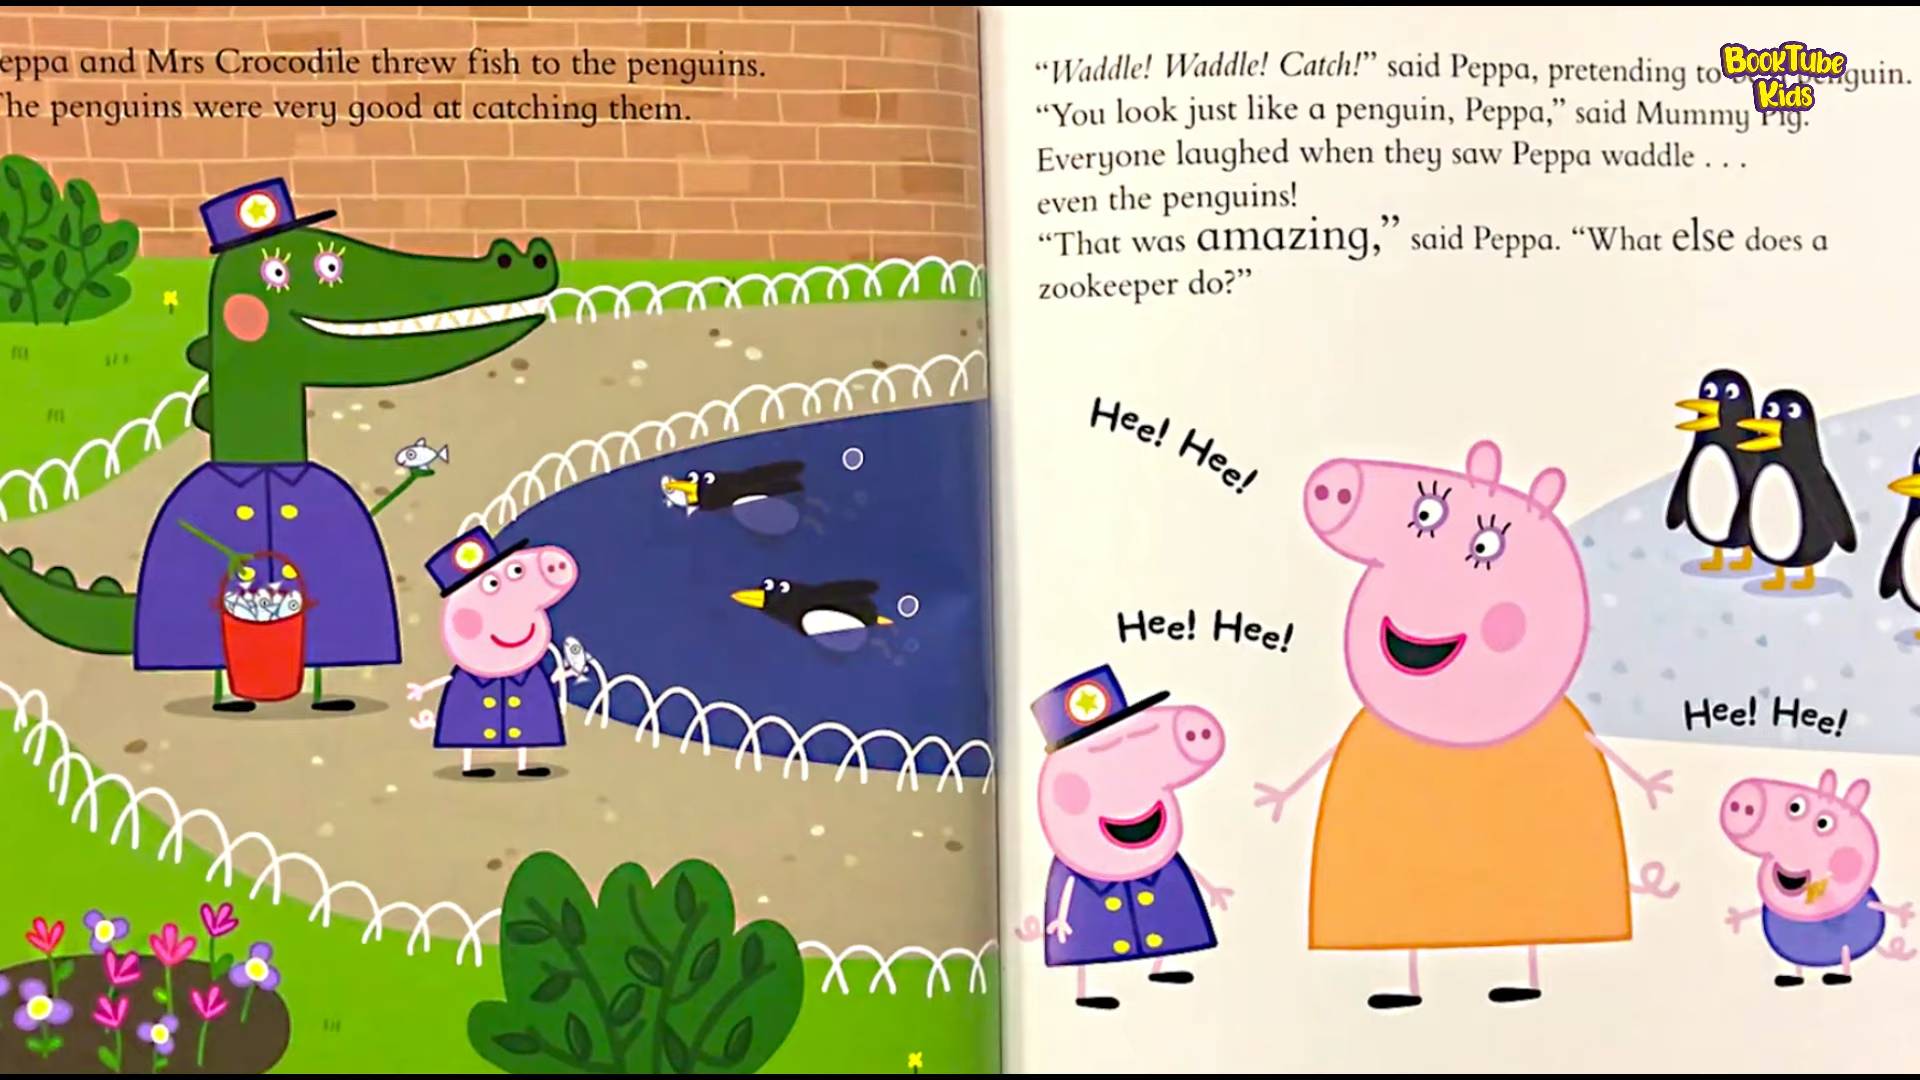 eppa and Mrs Crocodile threw fish to the penguins.
The penguins were very good at catching them.
“Waddle! Waddle! Catch!” said Peppa, pretending to guin.
“You look just like a penguin, Peppa,” said Mummy Pig.
Everyone laughed when they saw Peppa waddle . . .
even the penguins!
“That was amazing,” said Peppa. “What else does a
zookeeper do?”
Hee! Hee!
Hee! Hee!
Hee! Hee!
BookTube
Kids